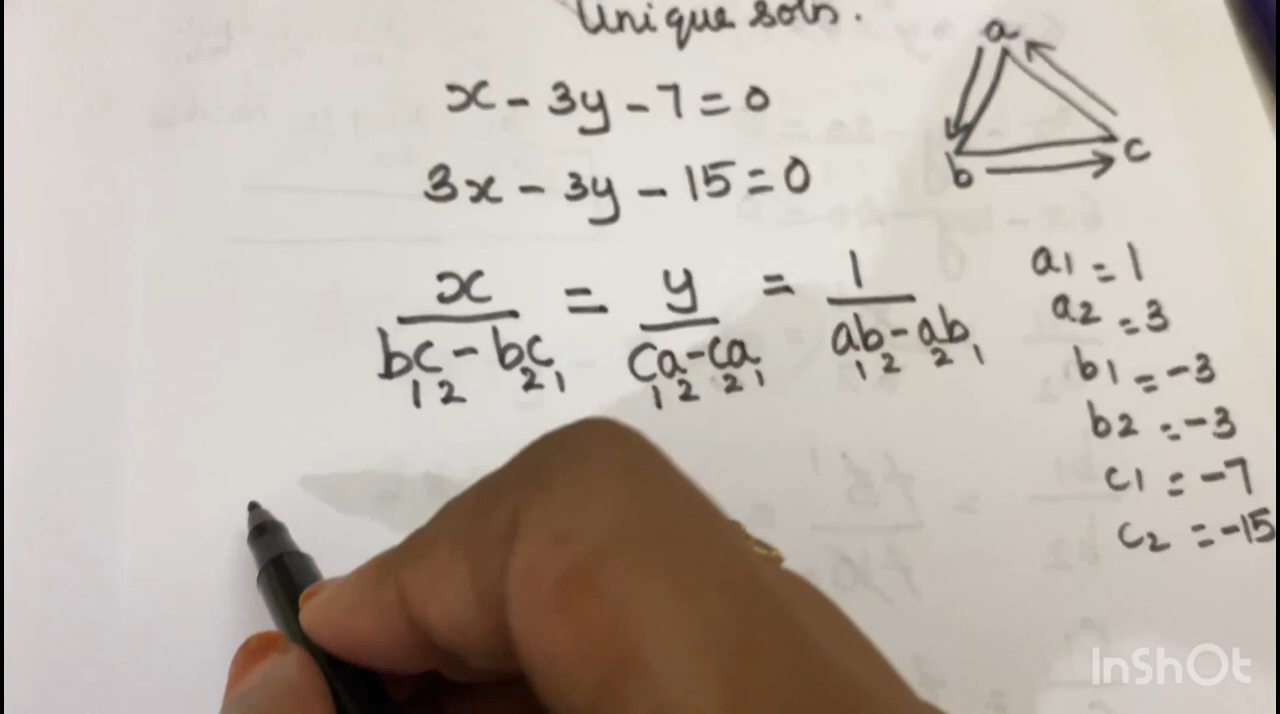 Unique soln.
x - 3y - 7 = 0
3x - 3y - 15 = 0
a
b
c
x/(b₁c₂ - b₂c₁) = y/(c₁a₂ - c₂a₁) = 1/(a₁b₂ - a₂b₁)
a1 = 1
a2 = 3
b1 = -3
b2 = -3
c1 = -7
c2 = -15
InShOt